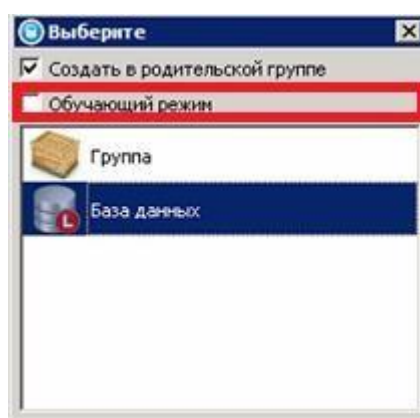 Выберите
Создать в родительской группе
Обучающий режим
Группа
L
База данных